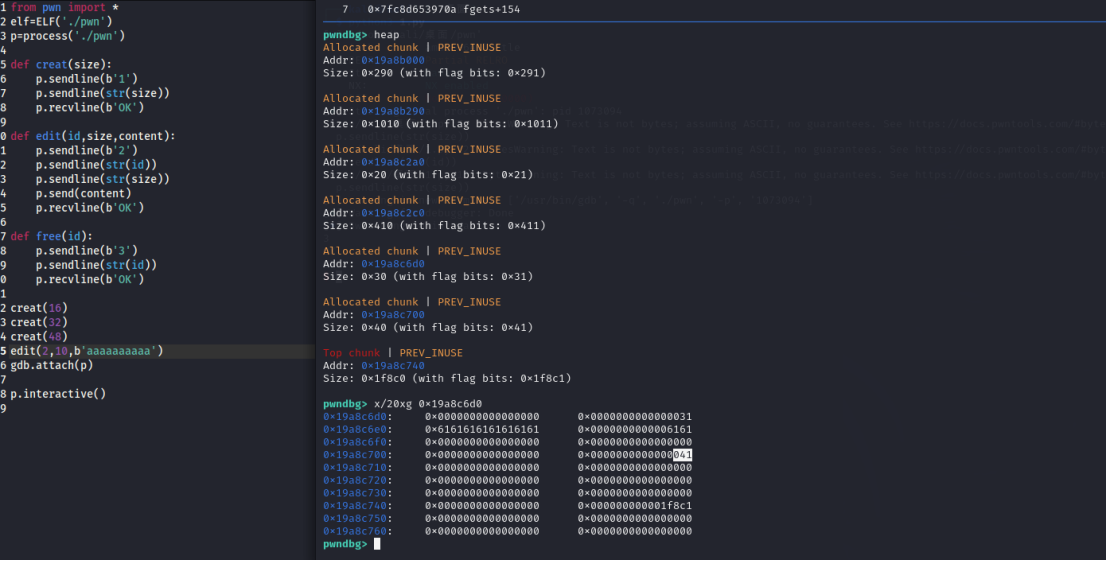 1 from pwn import *
2 elf=ELF('./pwn')
3 p=process('./pwn')
4
5 def creat(size):
6     p.sendline(b'1')
7     p.sendline(str(size))
8     p.recvline(b'OK')
9
0 def edit(id,size,content):
1     p.sendline(b'2')
2     p.sendline(str(id))
3     p.sendline(str(size))
4     p.send(content)
5     p.recvline(b'OK')
6
7 def free(id):
8     p.sendline(b'3')
9     p.sendline(str(id))
0     p.recvline(b'OK')
1
2 creat(16)
3 creat(32)
4 creat(48)
5 edit(2,10,b'aaaaaaaaaa')
6 gdb.attach(p)
7
8 p.interactive()
9
7   0×7fc8d653970a fgets+154
pwndbg> heap
Allocated chunk | PREV_INUSE
Addr: 0×19a8b000
Size: 0×290 (with flag bits: 0×291)
Allocated chunk | PREV_INUSE
Addr: 0×19a8b290
Size: 0×1010 (with flag bits: 0×1011)
Allocated chunk | PREV_INUSE
Addr: 0×19a8c2a0
Size: 0×20 (with flag bits: 0×21)
Allocated chunk | PREV_INUSE
Addr: 0×19a8c2c0
Size: 0×410 (with flag bits: 0×411)
Allocated chunk | PREV_INUSE
Addr: 0×19a8c6d0
Size: 0×30 (with flag bits: 0×31)
Allocated chunk | PREV_INUSE
Addr: 0×19a8c700
Size: 0×40 (with flag bits: 0×41)
Top chunk | PREV_INUSE
Addr: 0×19a8c740
Size: 0×1f8c0 (with flag bits: 0×1f8c1)
pwndbg> x/20xg 0×19a8c6d0
0×19a8c6d0:     0×0000000000000000      0×0000000000000031
0×19a8c6e0:     0×6161616161616161      0×0000000000006161
0×19a8c6f0:     0×0000000000000000      0×0000000000000000
0×19a8c700:     0×0000000000000000      0×0000000000000041
0×19a8c710:     0×0000000000000000      0×0000000000000000
0×19a8c720:     0×0000000000000000      0×0000000000000000
0×19a8c730:     0×0000000000000000      0×0000000000000000
0×19a8c740:     0×0000000000000000      0×000000000001f8c1
0×19a8c750:     0×0000000000000000      0×0000000000000000
0×19a8c760:     0×0000000000000000      0×0000000000000000
pwndbg>